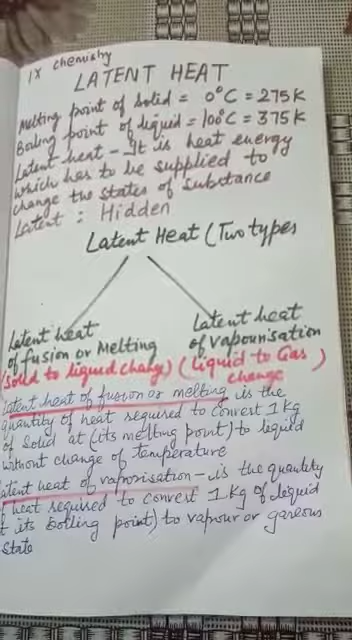 IX chemistry
LATENT HEAT
Melting point of solid = 0°C = 275K
Boiling point of liquid = 100°C = 375K
Latent heat - It is heat energy
which has to be supplied to
change the states of substance
Latent : Hidden
Latent Heat (Two types
Latent heat
of fusion or Melting
(Solid to liquid change)
Latent heat
of vapourisation
(Liquid to Gas
change)
Latent heat of fusion or melting is the
quantity of heat required to convert 1 Kg
of Solid at (its melting point) to liquid
without change of temperature
Latent heat of vaporisation - is the quantity
of heat required to convert 1 Kg of liquid
its boiling point) to vapour or gaseous
State